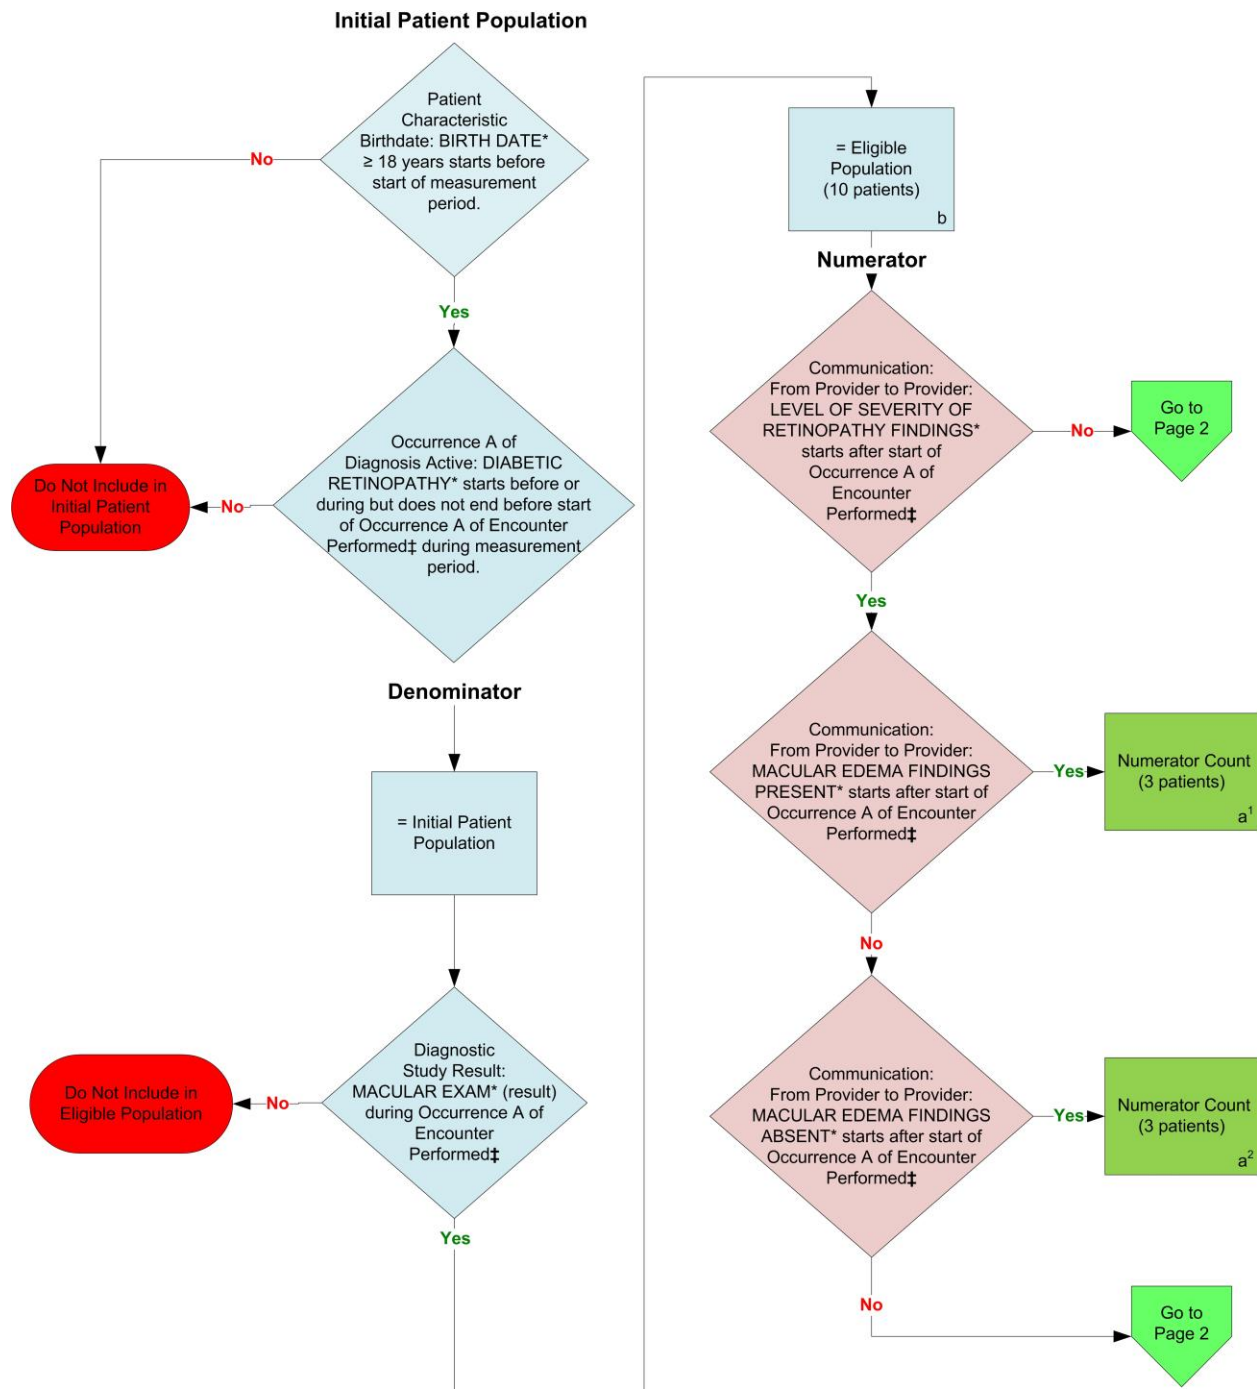 Initial Patient Population
Patient
Characteristic
Birthdate: BIRTH DATE*
≥ 18 years starts before
start of measurement
period.
No
Yes
Occurrence A of
Diagnosis Active: DIABETIC
RETINOPATHY* starts before or
during but does not end before start
of Occurrence A of Encounter
Performed‡ during measurement
period.
No
Do Not Include in
Initial Patient
Population
Denominator
= Initial Patient
Population
Diagnostic
Study Result:
MACULAR EXAM* (result)
during Occurrence A of
Encounter
Performed‡
No
Do Not Include in
Eligible Population
Yes
= Eligible
Population
(10 patients)
b
Numerator
Communication:
From Provider to Provider:
LEVEL OF SEVERITY OF
RETINOPATHY FINDINGS*
starts after start of
Occurrence A of
Encounter
Performed‡
No
Go to
Page 2
Yes
Communication:
From Provider to Provider:
MACULAR EDEMA FINDINGS
PRESENT* starts after start of
Occurrence A of Encounter
Performed‡
Yes
Numerator Count
(3 patients)
a¹
No
Communication:
From Provider to Provider:
MACULAR EDEMA FINDINGS
ABSENT* starts after start of
Occurrence A of Encounter
Performed‡
Yes
Numerator Count
(3 patients)
a²
No
Go to
Page 2